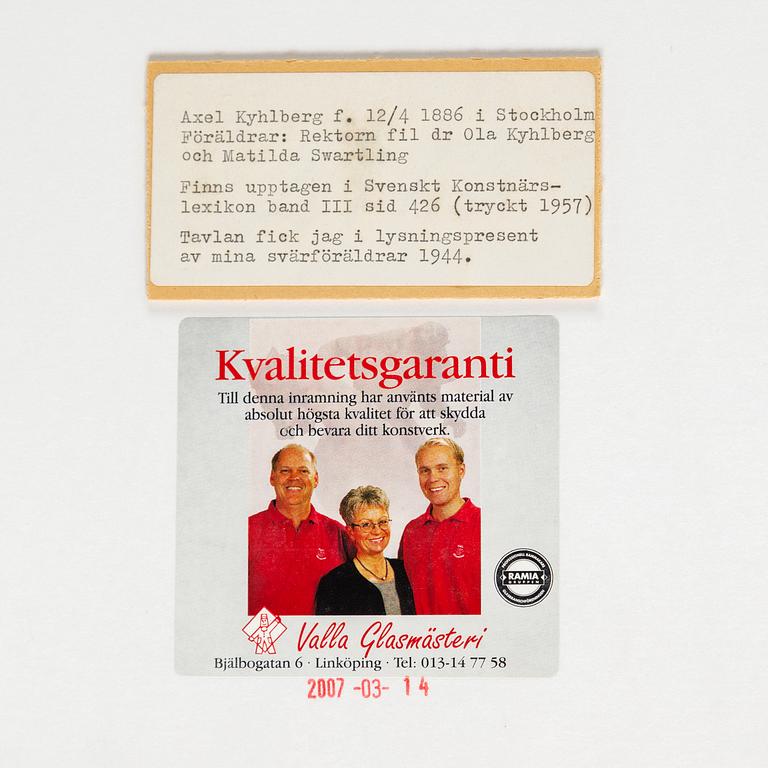 Axel Kyhlberg f. 12/4 1886 i Stockholm
Föräldrar: Rektorn fil dr Ola Kyhlberg
och Matilda Swartling
Finns upptagen i Svenskt Konstnärs-
lexikon band III sid 426 (tryckt 1957)
Tavlan fick jag i lysningspresent
av mina svärföräldrar 1944.
Kvalitetsgaranti
Till denna inramning har använts material av
absolut högsta kvalitet för att skydda
och bevara ditt konstverk.
RAMIA
GRUPPEN
Valla Glasmästeri
Bjälbogatan 6 · Linköping · Tel: 013-14 77 58
2007 -03- 14